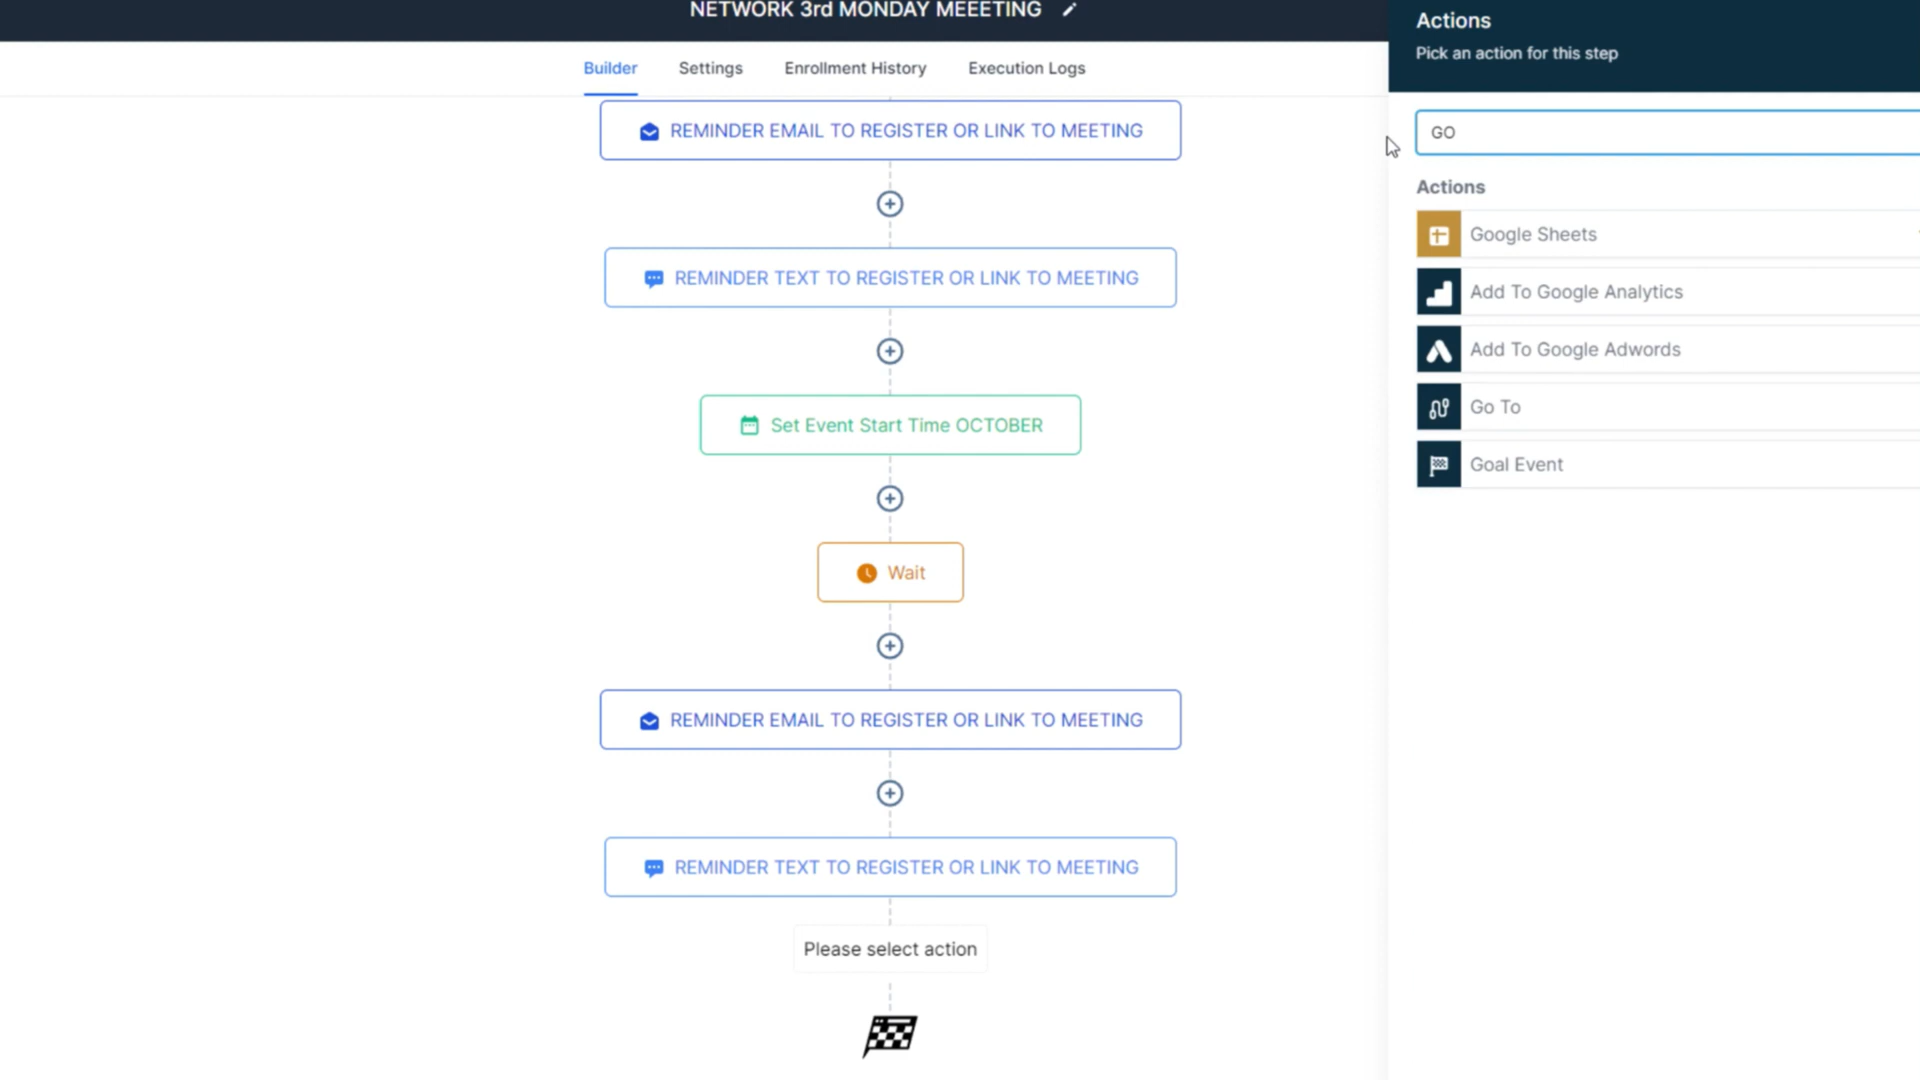 NETWORK 3rd MONDAY MEEETING
Builder
Settings
Enrollment History
Execution Logs
REMINDER EMAIL TO REGISTER OR LINK TO MEETING
REMINDER TEXT TO REGISTER OR LINK TO MEETING
Set Event Start Time OCTOBER
Wait
REMINDER EMAIL TO REGISTER OR LINK TO MEETING
REMINDER TEXT TO REGISTER OR LINK TO MEETING
Please select action
Actions
Pick an action for this step
GO
Actions
Google Sheets
Add To Google Analytics
Add To Google Adwords
Go To
Goal Event